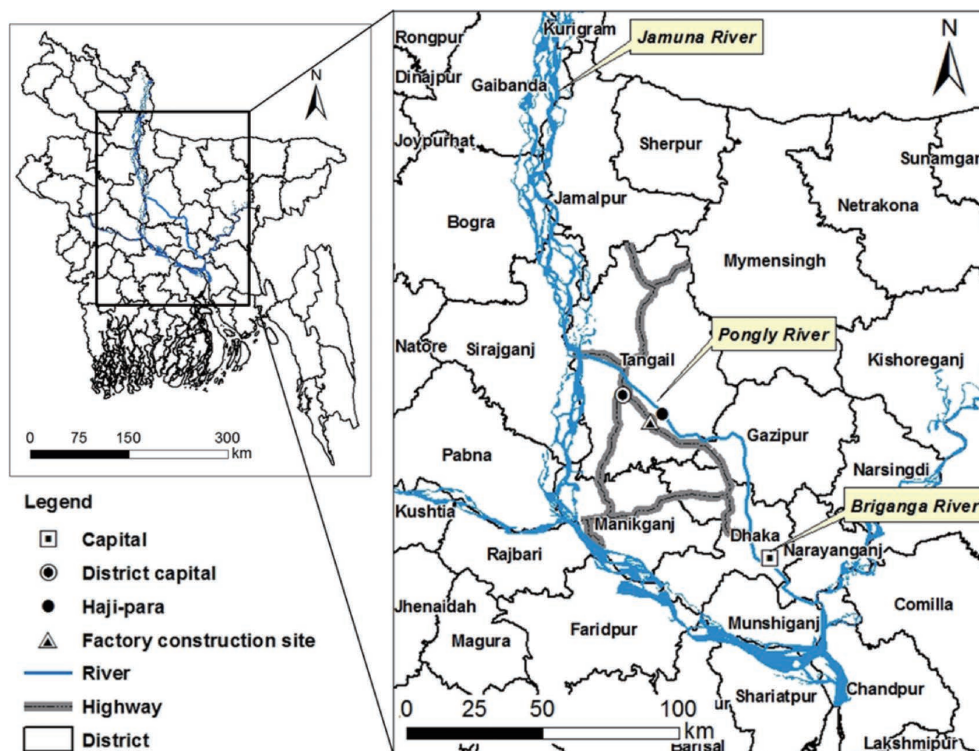 N
0 75 150 300
km
Legend
Capital
District capital
Haji-para
Factory construction site
River
Highway
District
Kurigram
Rongpur
Jamuna River
N
Dinajpur
Gaibanda
Joypurhat
Sherpur
Sunamgan
Jamalpur
Netrakona
Bogra
Mymensingh
Pongly River
Natore
Sirajganj
Tangail
Kishoreganj
Gazipur
Pabna
Narsingdi
Briganga River
Kushtia
Manikganj
Dhaka
Narayanganj
Rajbari
Jhenaidah
Comilla
Magura
Faridpur
Munshiganj
Shariatpur
Chandpur
0 25 50 100
km
ur
Barisal
Lakshmipur